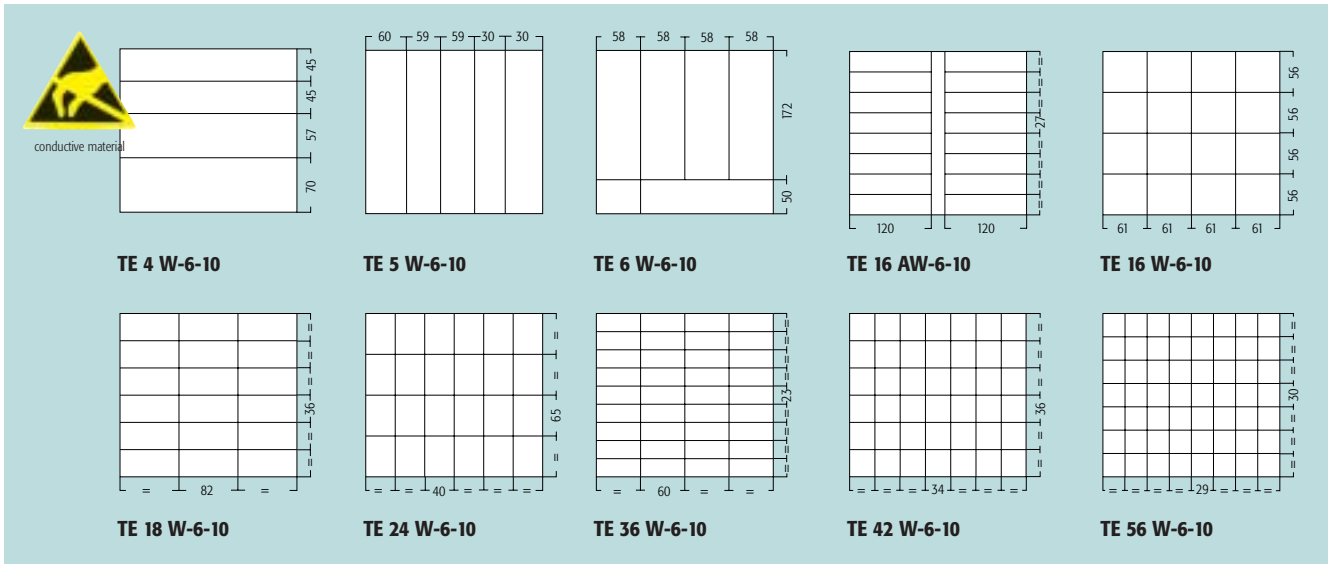 conductive material
45
45
57
70
TE 4 W-6-10
60 59 59 30 30
TE 5 W-6-10
58 58 58 58
172
50
TE 6 W-6-10
=
=
=
27
=
=
=
=
120 120
TE 16 AW-6-10
56
56
56
56
61 61 61 61
TE 16 W-6-10
=
=
=
36
=
=
= 82 =
TE 18 W-6-10
=
=
65
=
= = 40 = = =
TE 24 W-6-10
=
=
=
=
23
=
=
=
=
= 60 = =
TE 36 W-6-10
=
=
=
36
=
=
= = = 34 = = =
TE 42 W-6-10
=
=
=
30
=
=
=
= = = = 29 = = =
TE 56 W-6-10